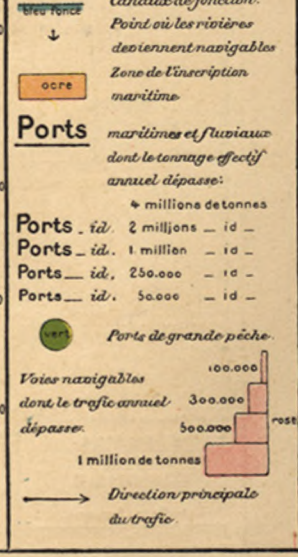 bleu foncé Canaux de jonction.
Point où les rivières
deviennent navigables
ocre Zone de l'inscription
maritime
Ports maritimes et fluviaux
dont le tonnage effectif
annuel dépasse:
4 millions de tonnes
Ports _ id. 2 millions _ id _
Ports _ id. 1 million _ id _
Ports __ id. 250.000 _ id _
Ports __ id. 50.000 _ id _
vert Ports de grande pêche.
Voies navigables
dont le trafic annuel
dépasse.
100.000
300.000
500.000
rose
1 million de tonnes
Direction principale
du trafic.